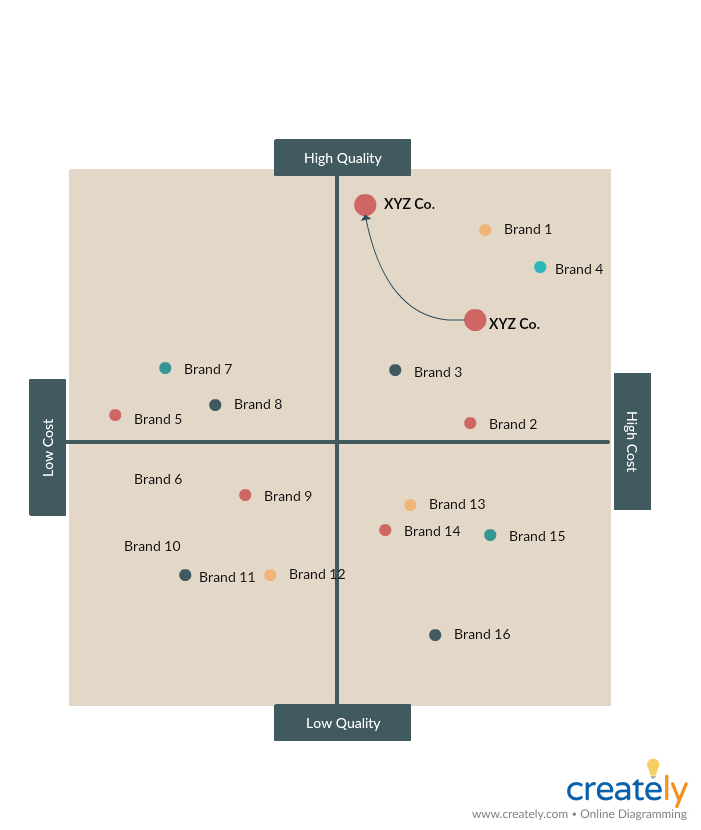 High Quality
XYZ Co.
Brand 1
Brand 4
XYZ Co.
Brand 7
Brand 3
Brand 8
Brand 5
Brand 2
Low Cost
High Cost
Brand 6
Brand 9
Brand 13
Brand 14
Brand 15
Brand 10
Brand 11
Brand 12
Brand 16
Low Quality
creately
www.creately.com • Online Diagramming